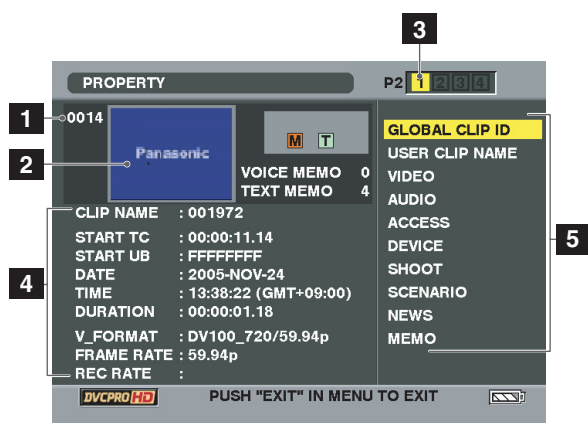 3
PROPERTY
P2 1 2 3 4
1
0014
2
Panasonic
M T
VOICE MEMO 0
TEXT MEMO 4
4
CLIP NAME : 001972
START TC : 00:00:11.14
START UB : FFFFFFFF
DATE : 2005-NOV-24
TIME : 13:38:22 (GMT+09:00)
DURATION : 00:00:01.18
V_FORMAT : DV100_720/59.94p
FRAME RATE : 59.94p
REC RATE :
GLOBAL CLIP ID
USER CLIP NAME
VIDEO
AUDIO
ACCESS
DEVICE
SHOOT
SCENARIO
NEWS
MEMO
5
DVCPRO HD
PUSH "EXIT" IN MENU TO EXIT